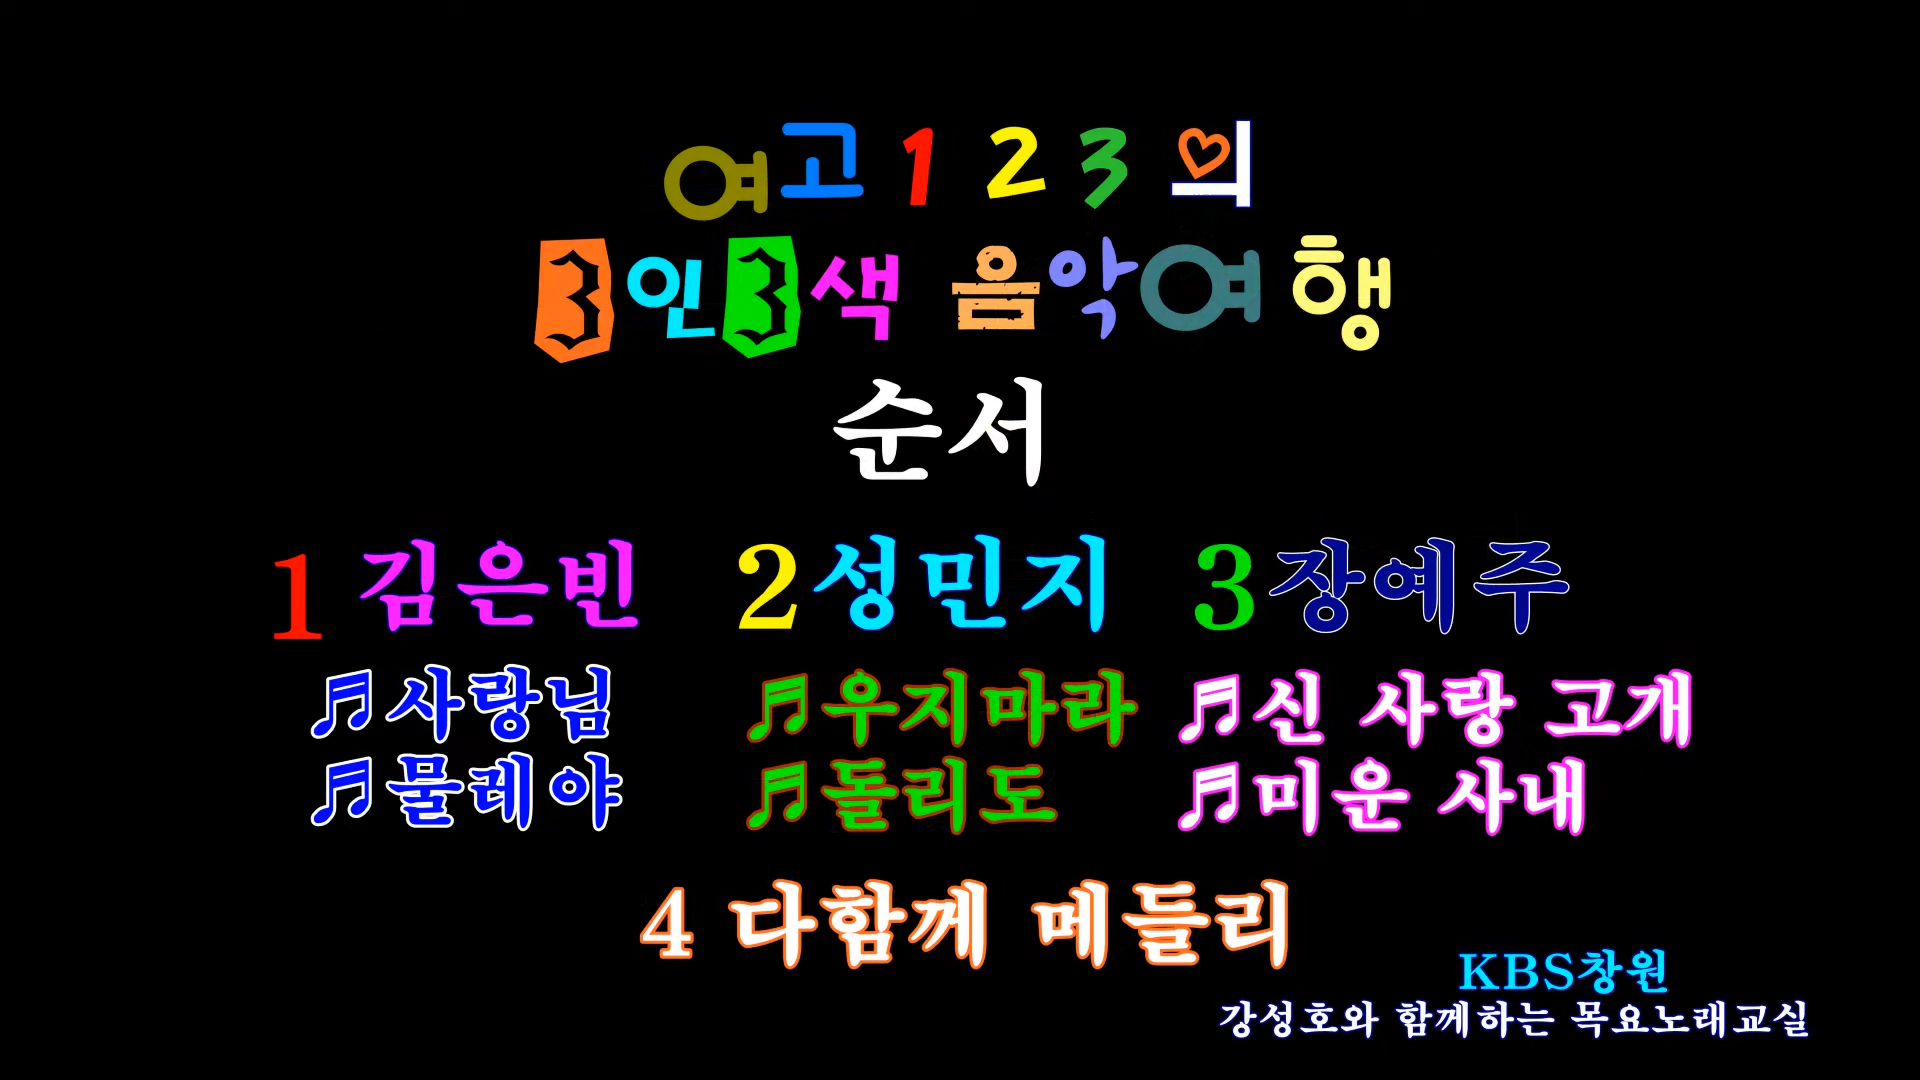 여고 1 2 3 의
3인3색 음악여행
순서
1 김은빈 2 성민지 3 장예주
♬사랑님 ♬우지마라 ♬신 사랑 고개
♬물레야 ♬돌리도 ♬미운 사내
4 다함께 메들리
KBS창원
강성호와 함께하는 목요노래교실